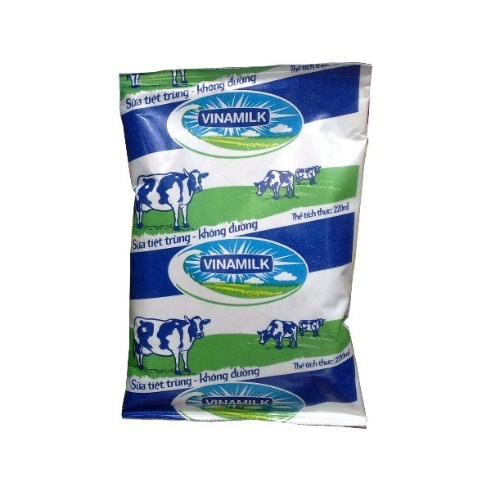 Sữa tiệt trùng - không đường
VINAMILK
Thể tích thực: 220ml
Sữa tiệt trùng - không đường
VINAMILK
Thể tích thực: 220ml
Sữa tiệt trùng - không đường
VINAMILK